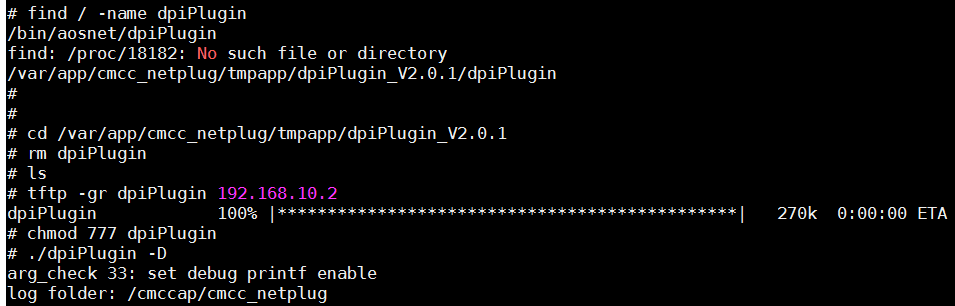 # find / -name dpiPlugin
/bin/aosnet/dpiPlugin
find: /proc/18182: No such file or directory
/var/app/cmcc_netplug/tmpapp/dpiPlugin_V2.0.1/dpiPlugin
#
#
# cd /var/app/cmcc_netplug/tmpapp/dpiPlugin_V2.0.1
# rm dpiPlugin
# ls
# tftp -gr dpiPlugin 192.168.10.2
dpiPlugin            100% |**********************************************|   270k  0:00:00 ETA
# chmod 777 dpiPlugin
# ./dpiPlugin -D
arg_check 33: set debug printf enable
log folder: /cmccap/cmcc_netplug